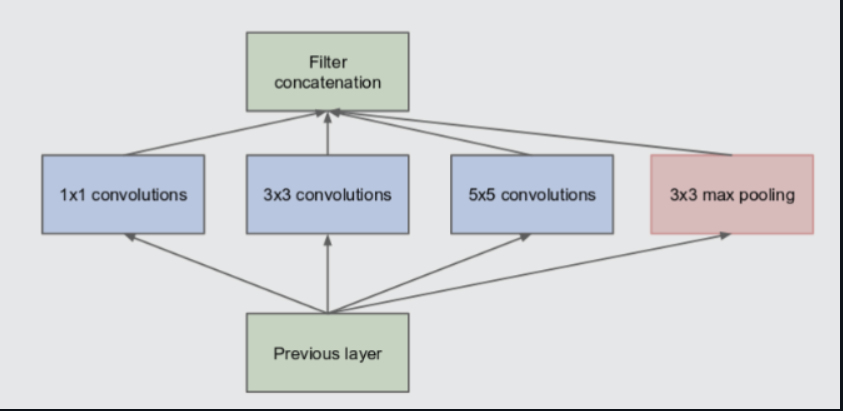 Filter
concatenation
1x1 convolutions
3x3 convolutions
5x5 convolutions
3x3 max pooling
Previous layer